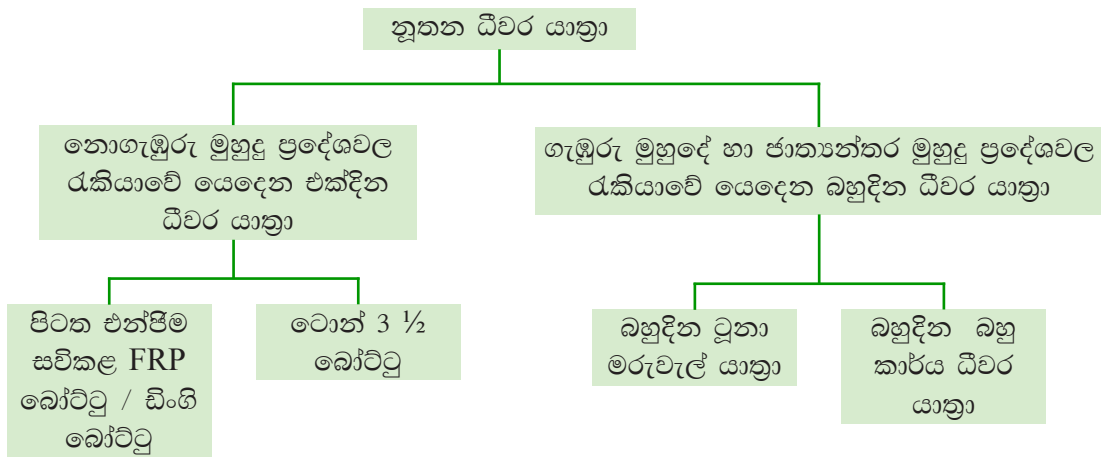 නූතන ධීවර යාත්‍රා
නොගැඹුරු මුහුදු ප්‍රදේශවල
රැකියාවේ යෙදෙන එක්දින
ධීවර යාත්‍රා
ගැඹුරු මුහුදේ හා ජාත්‍යන්තර මුහුදු ප්‍රදේශවල
රැකියාවේ යෙදෙන බහුදින ධීවර යාත්‍රා
පිටත එන්ජිම
සවිකළ FRP
බෝට්ටු / ඩිංගි
බෝට්ටු
ටොන් 3 ½
බෝට්ටු
බහුදින ටූනා
මරුවැල් යාත්‍රා
බහුදින බහු
කාර්ය ධීවර
යාත්‍රා